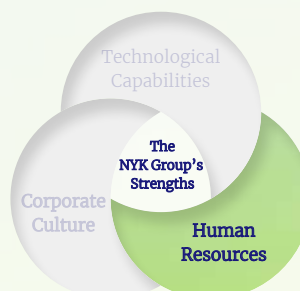 Technological
Capabilities
The
NYK Group's
Strengths
Corporate
Culture
Human
Resources